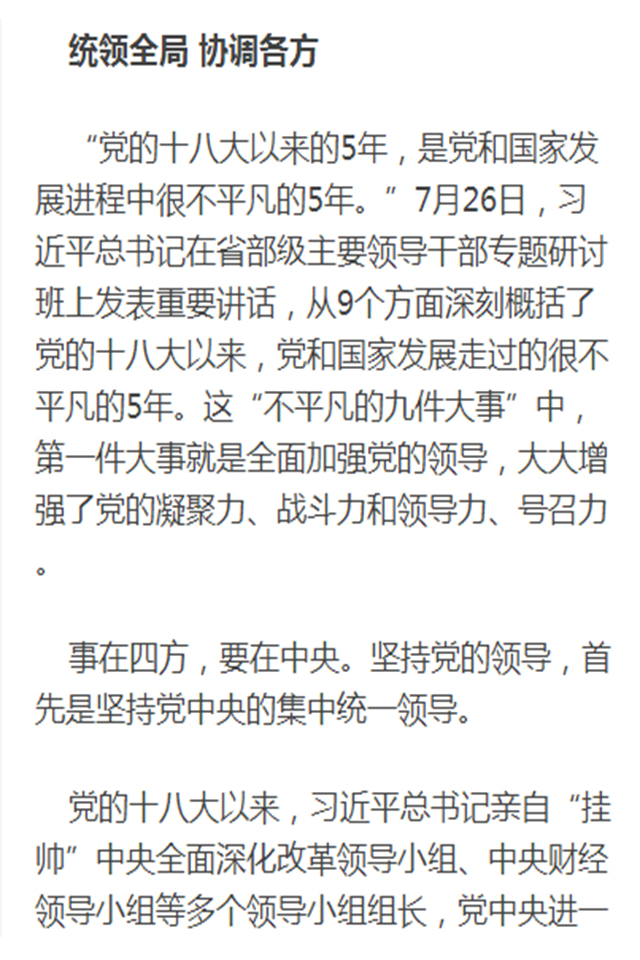 统领全局 协调各方
“党的十八大以来的5年，是党和国家发
展进程中很不平凡的5年。”7月26日，习
近平总书记在省部级主要领导干部专题研讨
班上发表重要讲话，从9个方面深刻概括了
党的十八大以来，党和国家发展走过的很不
平凡的5年。这“不平凡的九件大事”中，
第一件大事就是全面加强党的领导，大大增
强了党的凝聚力、战斗力和领导力、号召力
。
事在四方，要在中央。坚持党的领导，首
先是坚持党中央的集中统一领导。
党的十八大以来，习近平总书记亲自“挂
帅”中央全面深化改革领导小组、中央财经
领导小组等多个领导小组组长，党中央进一